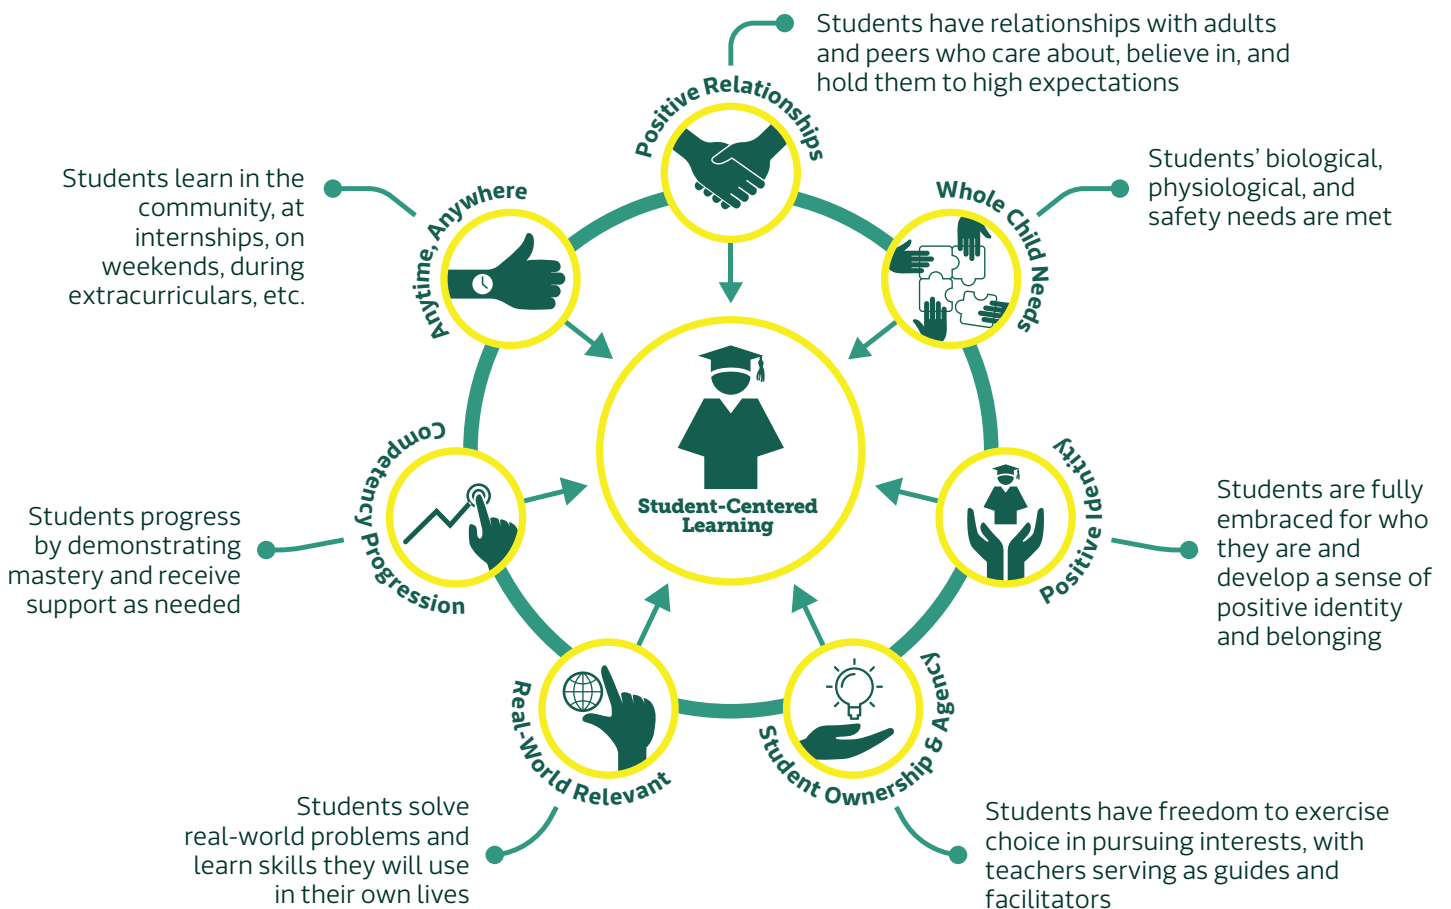 Positive Relationships
Students have relationships with adults
and peers who care about, believe in, and
hold them to high expectations
Whole Child Needs
Students’ biological,
physiological, and
safety needs are met
Positive Identity
Students are fully
embraced for who
they are and
develop a sense of
positive identity
and belonging
Student Ownership & Agency
Students have freedom to exercise
choice in pursuing interests, with
teachers serving as guides and
facilitators
Real-World Relevant
Students solve
real-world problems and
learn skills they will use
in their own lives
Competency Progression
Students progress
by demonstrating
mastery and receive
support as needed
Anytime, Anywhere
Students learn in the
community, at
internships, on
weekends, during
extracurriculars, etc.
Student-Centered
Learning